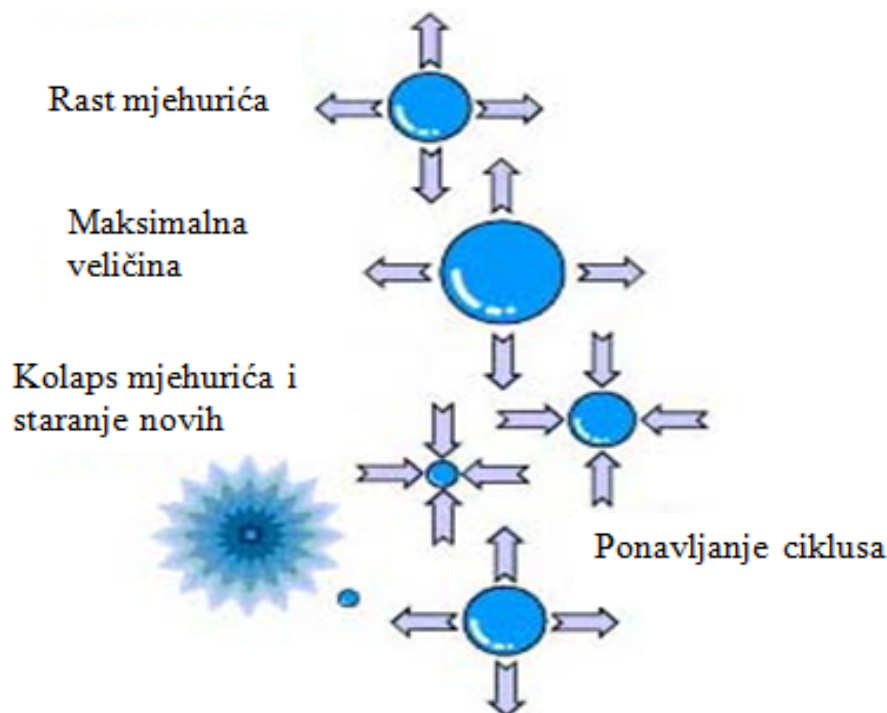 Rast mjehurića
Maksimalna
veličina
Kolaps mjehurića i
staranje novih
Ponavljanje ciklusa